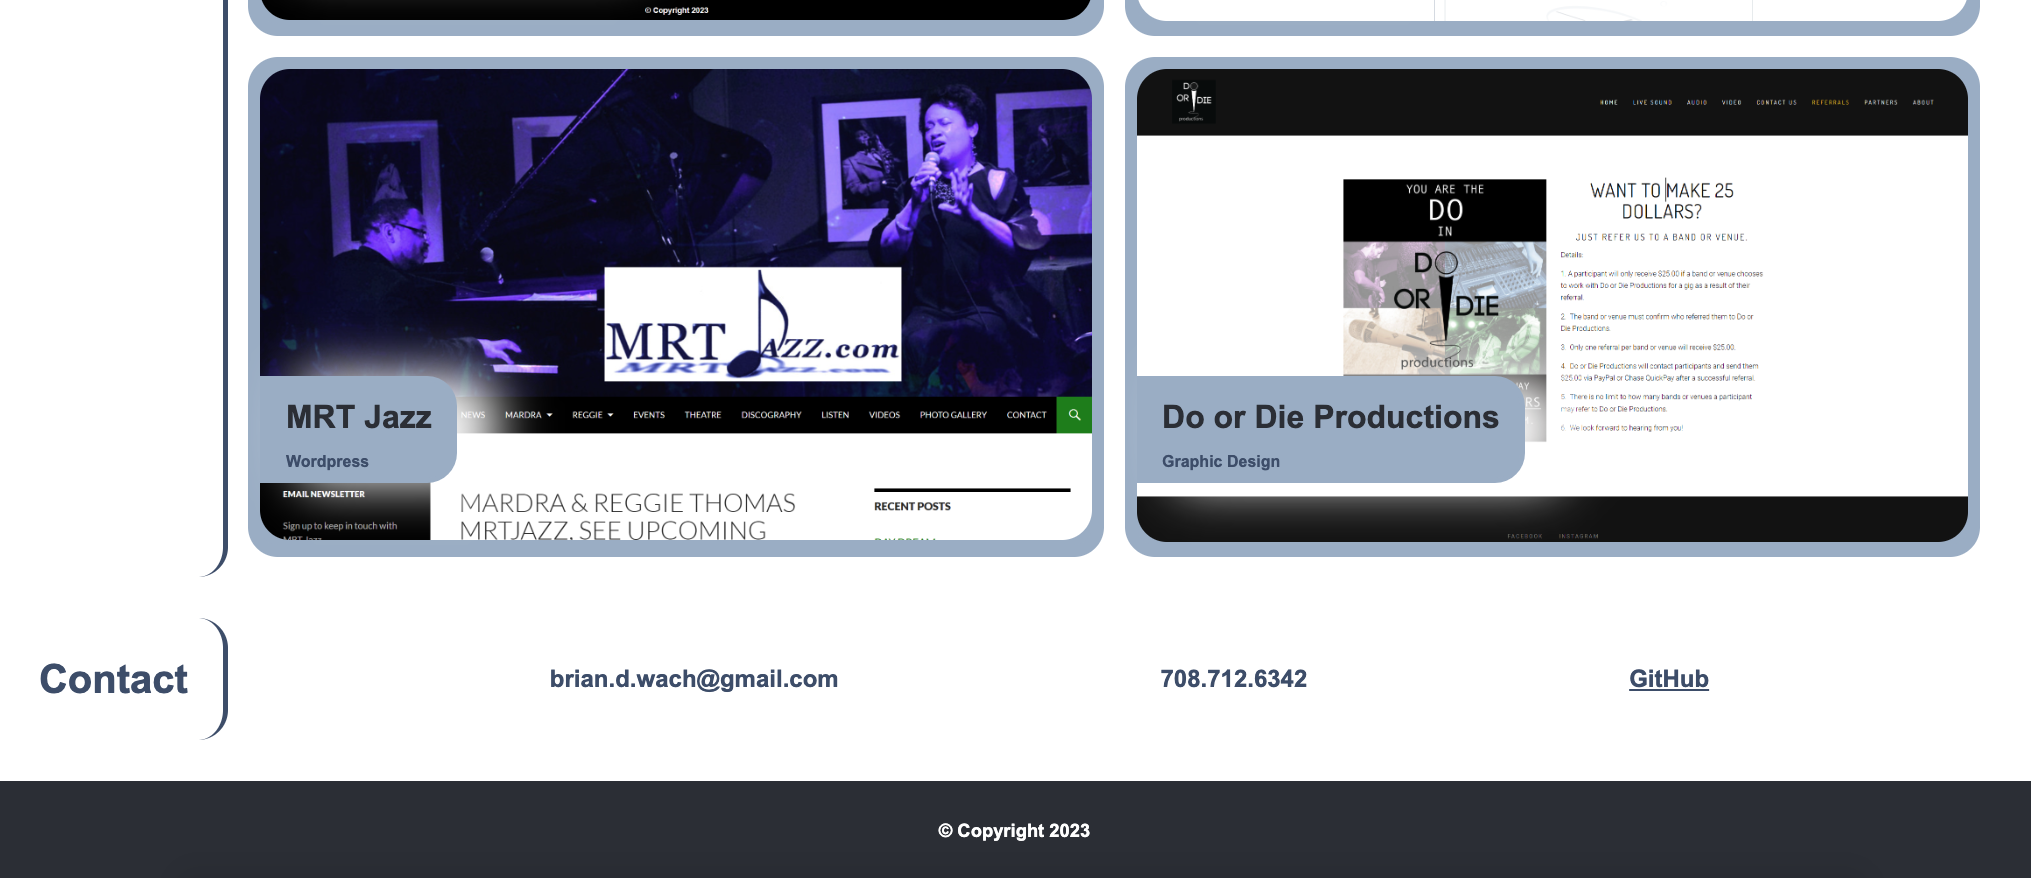 © Copyright 2023
MRT Jazz.com
NEWS MARDRA REGGIE EVENTS THEATRE DISCOGRAPHY LISTEN VIDEOS PHOTO GALLERY CONTACT
MRT Jazz
Wordpress
EMAIL NEWSLETTER
Sign up to keep in touch with
MRT Jazz
MARDRA & REGGIE THOMAS
MRTJAZZ, SEE UPCOMING
RECENT POSTS
DO
OR DIE
productions
HOME LIVE SOUND AUDIO VIDEO CONTACT US REFERRALS PARTNERS ABOUT
YOU ARE THE
DO
IN
DO
OR DIE
productions
WANT TO MAKE 25
DOLLARS?
JUST REFER US TO A BAND OR VENUE.
Details:
1. A participant will only receive $25.00 if a band or venue chooses
to work with Do or Die Productions for a gig as a result of their
referral.
2. The band or venue must confirm who referred them to Do or
Die Productions.
3. Only one referral per band or venue will receive $25.00.
4. Do or Die Productions will contact participants and send them
$25.00 via PayPal or Chase QuickPay after a successful referral.
5. There is no limit to how many bands or venues a participant
may refer to Do or Die Productions.
6. We look forward to hearing from you!
Do or Die Productions
Graphic Design
FACEBOOK INSTAGRAM
Contact
brian.d.wach@gmail.com
708.712.6342
GitHub
© Copyright 2023